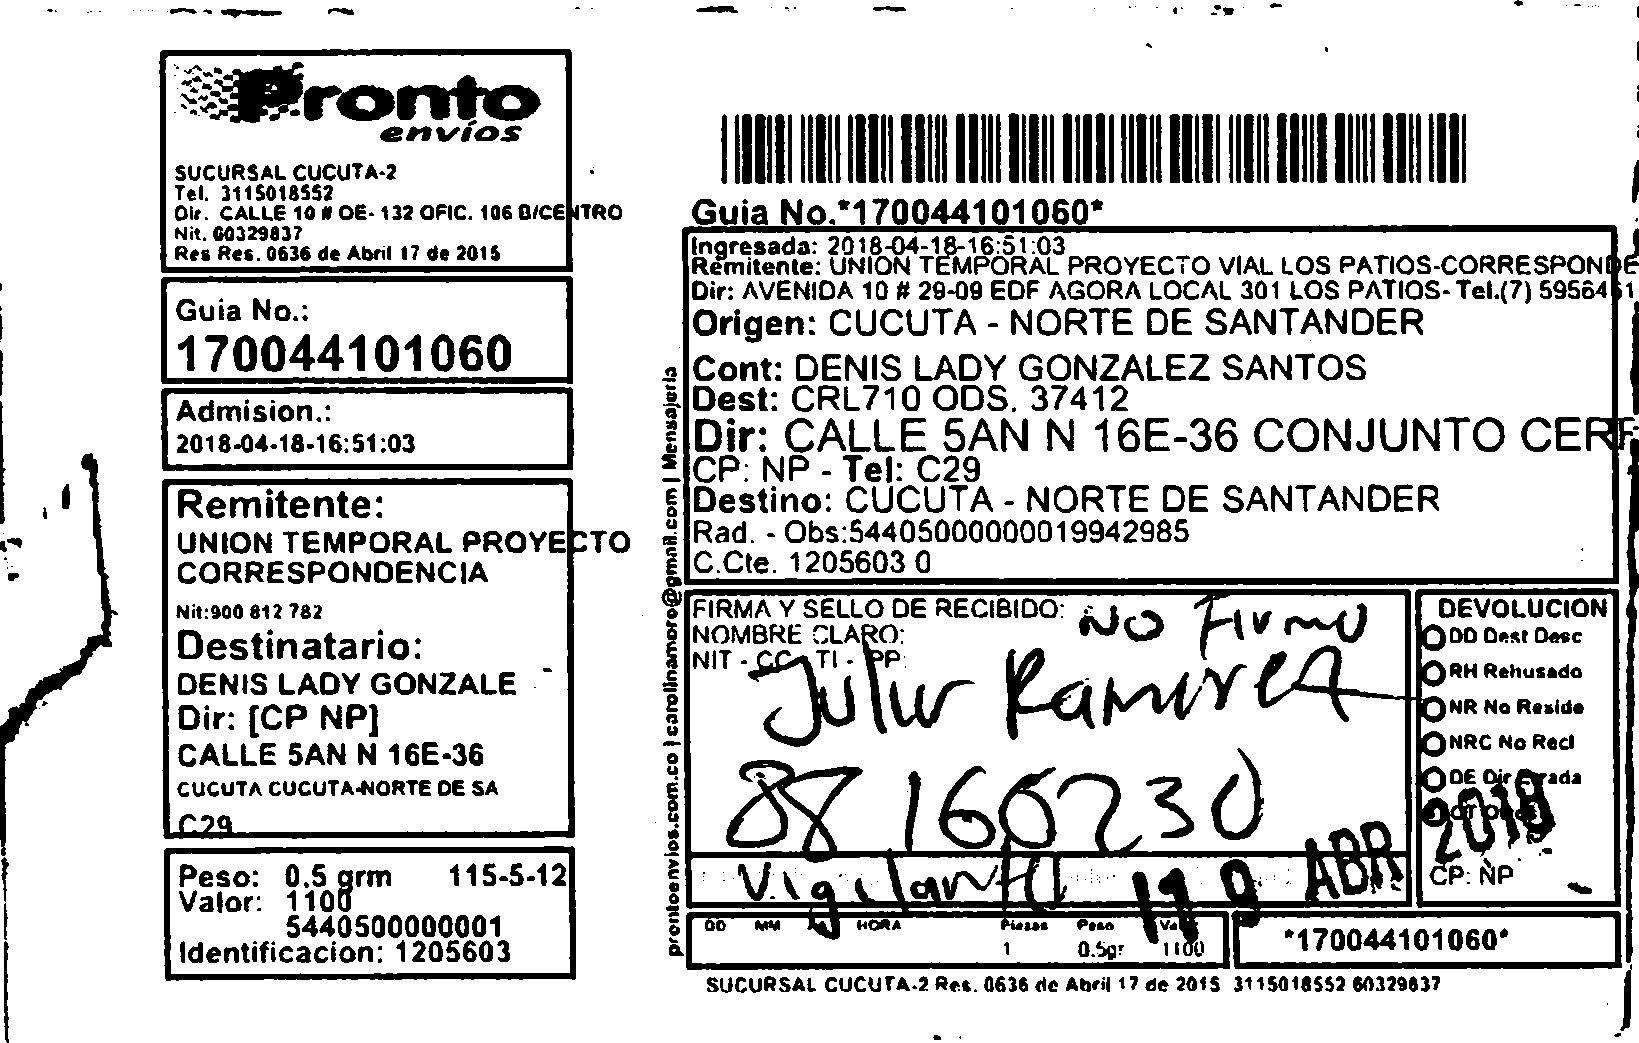 Pronto
envíos
SUCURSAL CUCUTA-2
Tel. 3115018552
Dir. CALLE 10 # OE-132 OFIC. 106 B/CENTRO
Nit. 60329837
Res Res. 0636 de Abril 17 de 2015
Guia No.:
170044101060
Admision.:
2018-04-18-16:51:03
Remitente:
UNION TEMPORAL PROYECTO
CORRESPONDENCIA
Nit:900 812 782
Destinatario:
DENIS LADY GONZALE
Dir: [CP NP]
CALLE 5AN N 16E-36
CUCUTA CUCUTA-NORTE DE SA
C29
Peso: 0.5 grm 115-5-12
Valor: 1100
5440500000001
Identificacion: 1205603
prontoenvios.com.co | carolinamoro@gmail.com | Mensajeria
Guia No.*170044101060*
Ingresada: 2018-04-18-16:51:03
Remitente: UNION TEMPORAL PROYECTO VIAL LOS PATIOS-CORRESPONDE
Dir: AVENIDA 10 # 29-09 EDF AGORA LOCAL 301 LOS PATIOS- Tel.(7) 5956461
Origen: CUCUTA - NORTE DE SANTANDER
Cont: DENIS LADY GONZALEZ SANTOS
Dest: CRL710 ODS. 37412
Dir: CALLE 5AN N 16E-36 CONJUNTO CERR
CP: NP - Tel: C29
Destino: CUCUTA - NORTE DE SANTANDER
Rad. - Obs:54405000000019942985
C.Cte. 1205603 0
FIRMA Y SELLO DE RECIBIDO: NO Firmo
NOMBRE CLARO:
NIT - CC - TI - PP:
Julio Ramirez
88160230
Vigilante
19 ABR 2018
DEVOLUCION
DD Dest Desc
RH Rehusado
NR No Reside
NRC No Recl
DE Dir Errada
CP: NP
DD MM HORA Piezas Peso Valor
1 0.5gr 1100
*170044101060*
SUCURSAL CUCUTA-2 Res. 0636 de Abril 17 de 2015 3115018552 60329837